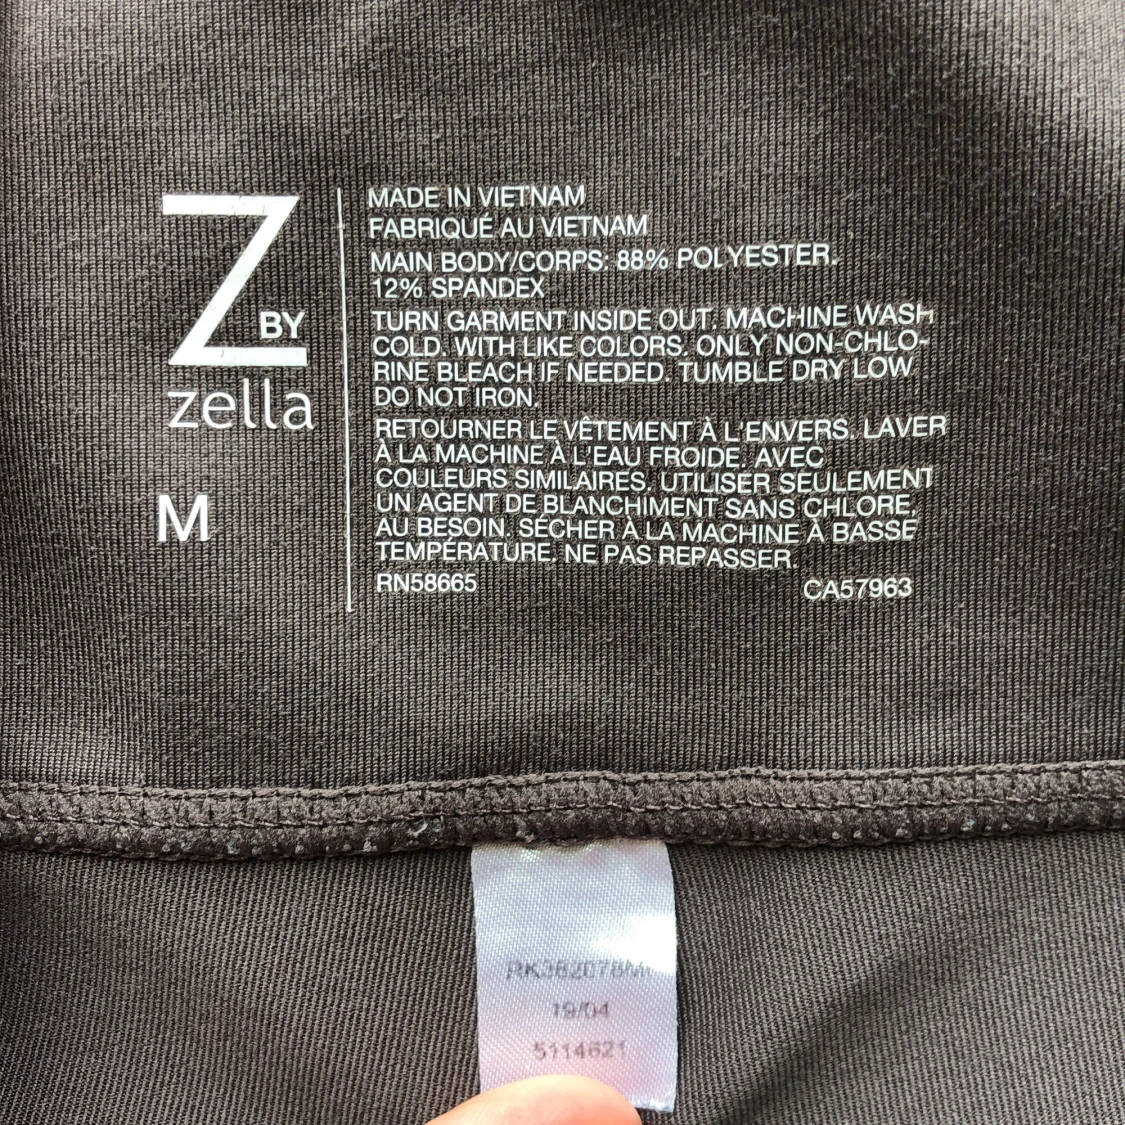 Z BY
zella
M
MADE IN VIETNAM
FABRIQUÉ AU VIETNAM
MAIN BODY/CORPS: 88% POLYESTER.
12% SPANDEX
TURN GARMENT INSIDE OUT. MACHINE WASH
COLD. WITH LIKE COLORS. ONLY NON-CHLO-
RINE BLEACH IF NEEDED. TUMBLE DRY LOW
DO NOT IRON.
RETOURNER LE VÊTEMENT À L'ENVERS. LAVER
À LA MACHINE À L'EAU FROIDE. AVEC
COULEURS SIMILAIRES. UTILISER SEULEMENT
UN AGENT DE BLANCHIMENT SANS CHLORE,
AU BESOIN. SÉCHER À LA MACHINE À BASSE
TEMPÉRATURE. NE PAS REPASSER.
RN58665 CA57963
19/04
5114621